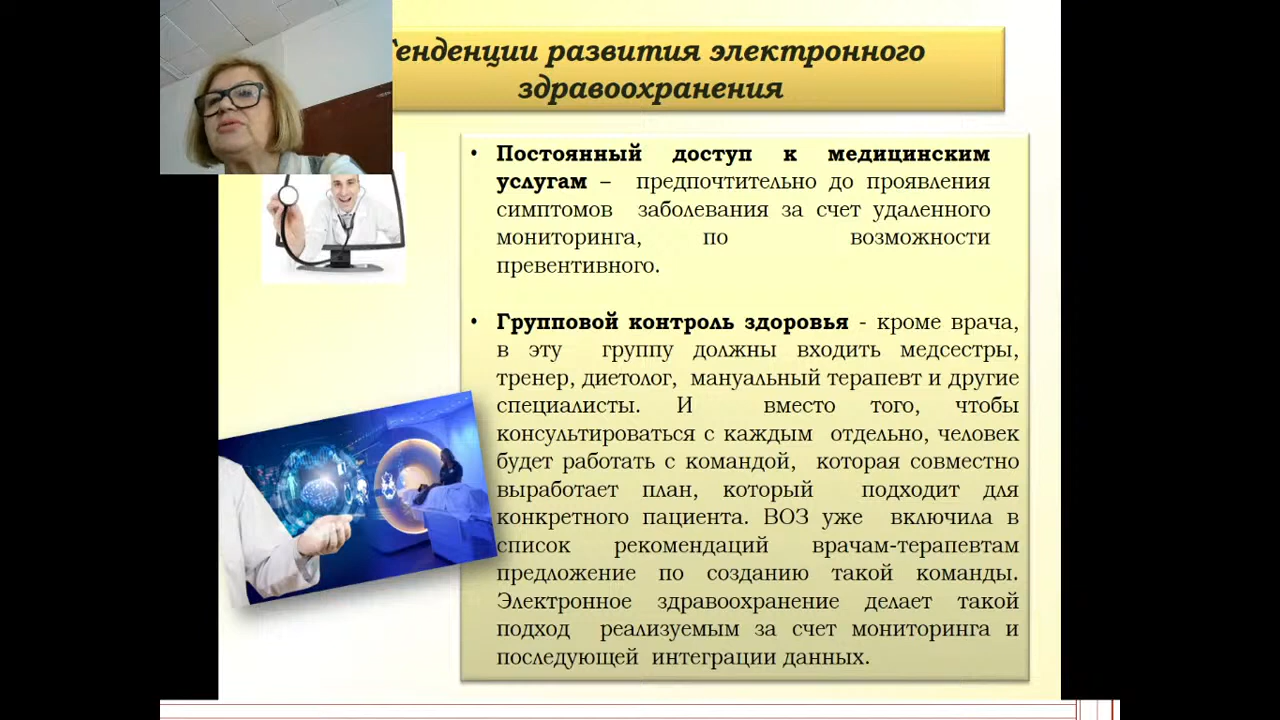 Тенденции развития электронного
здравоохранения
• Постоянный доступ к медицинским
услугам – предпочтительно до проявления
симптомов заболевания за счет удаленного
мониторинга, по возможности
превентивного.
• Групповой контроль здоровья - кроме врача,
в эту группу должны входить медсестры,
тренер, диетолог, мануальный терапевт и другие
специалисты. И вместо того, чтобы
консультироваться с каждым отдельно, человек
будет работать с командой, которая совместно
выработает план, который подходит для
конкретного пациента. ВОЗ уже включила в
список рекомендаций врачам-терапевтам
предложение по созданию такой команды.
Электронное здравоохранение делает такой
подход реализуемым за счет мониторинга и
последующей интеграции данных.